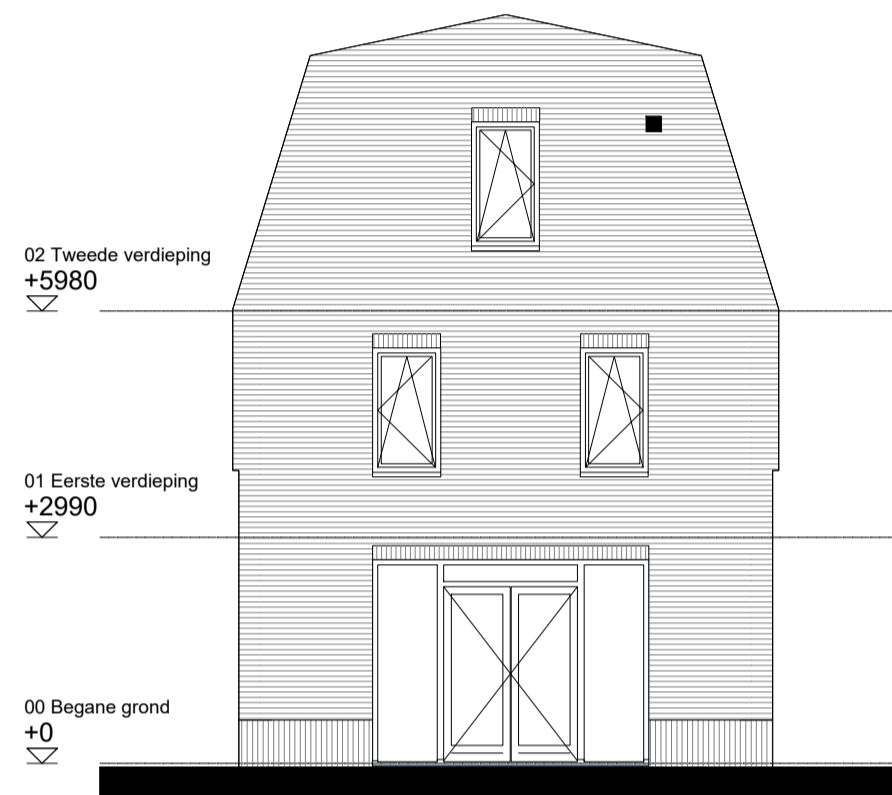 02 Tweede verdieping
+5980
01 Eerste verdieping
+2990
00 Begane grond
+0